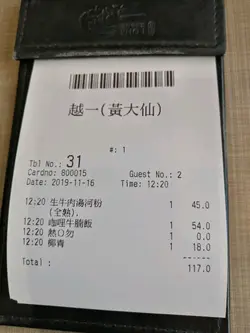 越一(黃大仙)
#: 1
Tbl No.: 31
Cardno: 800015 Guest No.: 2
Date: 2019-11-16 Time: 12:20
12:20 生牛肉湯河粉 1 45.0
(全熟).
12:20 咖哩牛腩飯 1 54.0
12:20 熱○勿 1 0.0
12:20 椰青 1 18.0
Total : 117.0